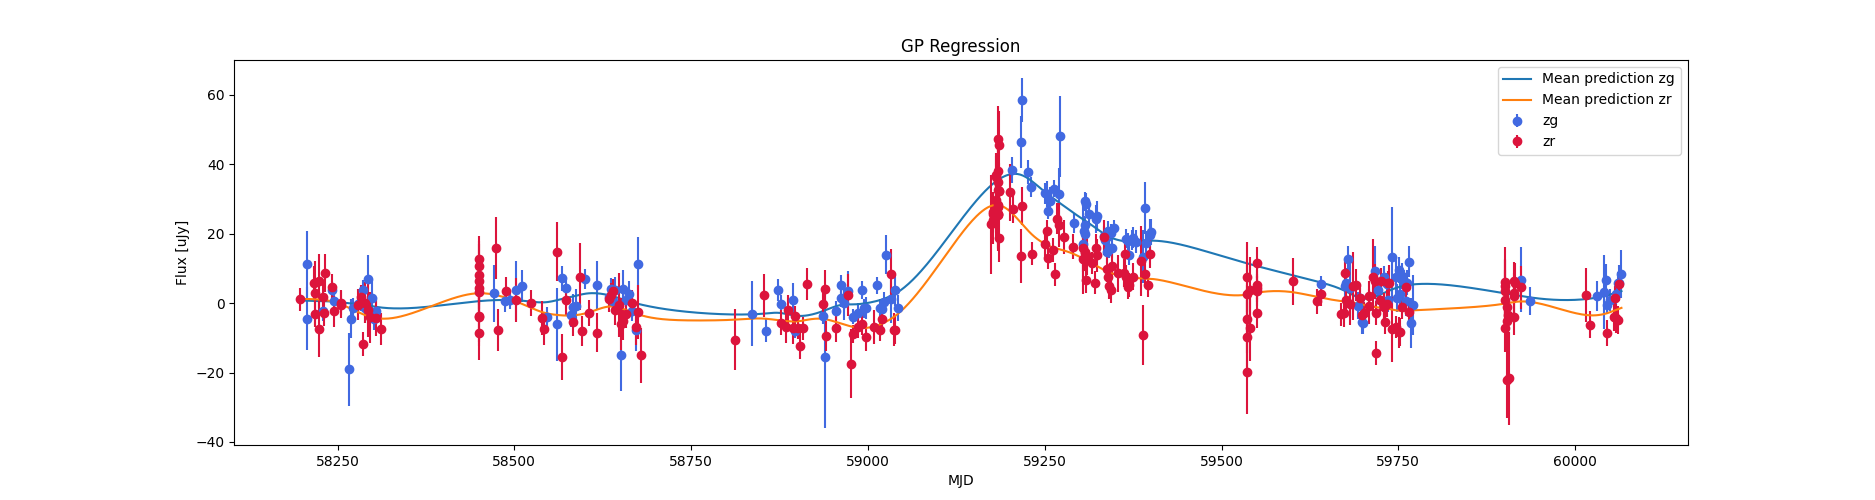 GP Regression
Mean prediction zg
Mean prediction zr
zg
zr
Flux [uJy]
60
40
20
0
−20
−40
58250 58500 58750 59000 59250 59500 59750 60000
MJD